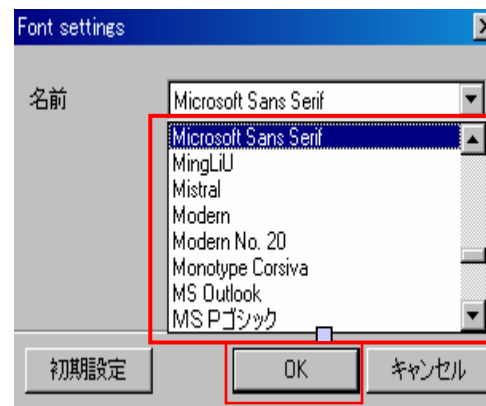 Font settings
名前
Microsoft Sans Serif
Microsoft Sans Serif
MingLiU
Mistral
Modern
Modern No. 20
Monotype Corsiva
MS Outlook
MS Pゴシック
初期設定
OK
キャンセル